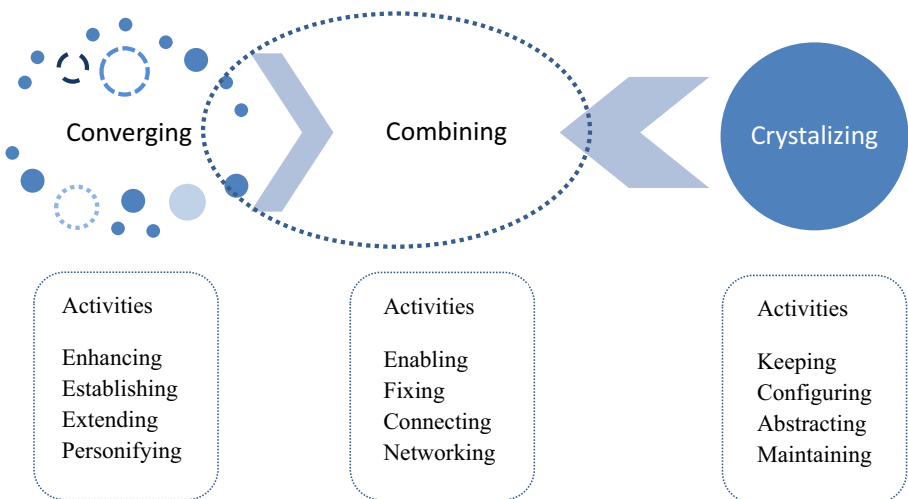 Converging
Combining
Crystalizing
Activities
Enhancing
Establishing
Extending
Personifying
Activities
Enabling
Fixing
Connecting
Networking
Activities
Keeping
Configuring
Abstracting
Maintaining